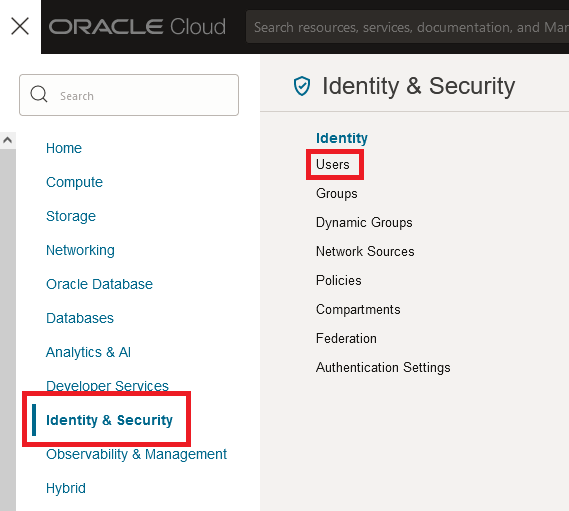 ORACLE Cloud
Search resources, services, documentation, and Mar
Search
Home
Compute
Storage
Networking
Oracle Database
Databases
Analytics & AI
Developer Services
Identity & Security
Observability & Management
Hybrid
Identity & Security
Identity
Users
Groups
Dynamic Groups
Network Sources
Policies
Compartments
Federation
Authentication Settings